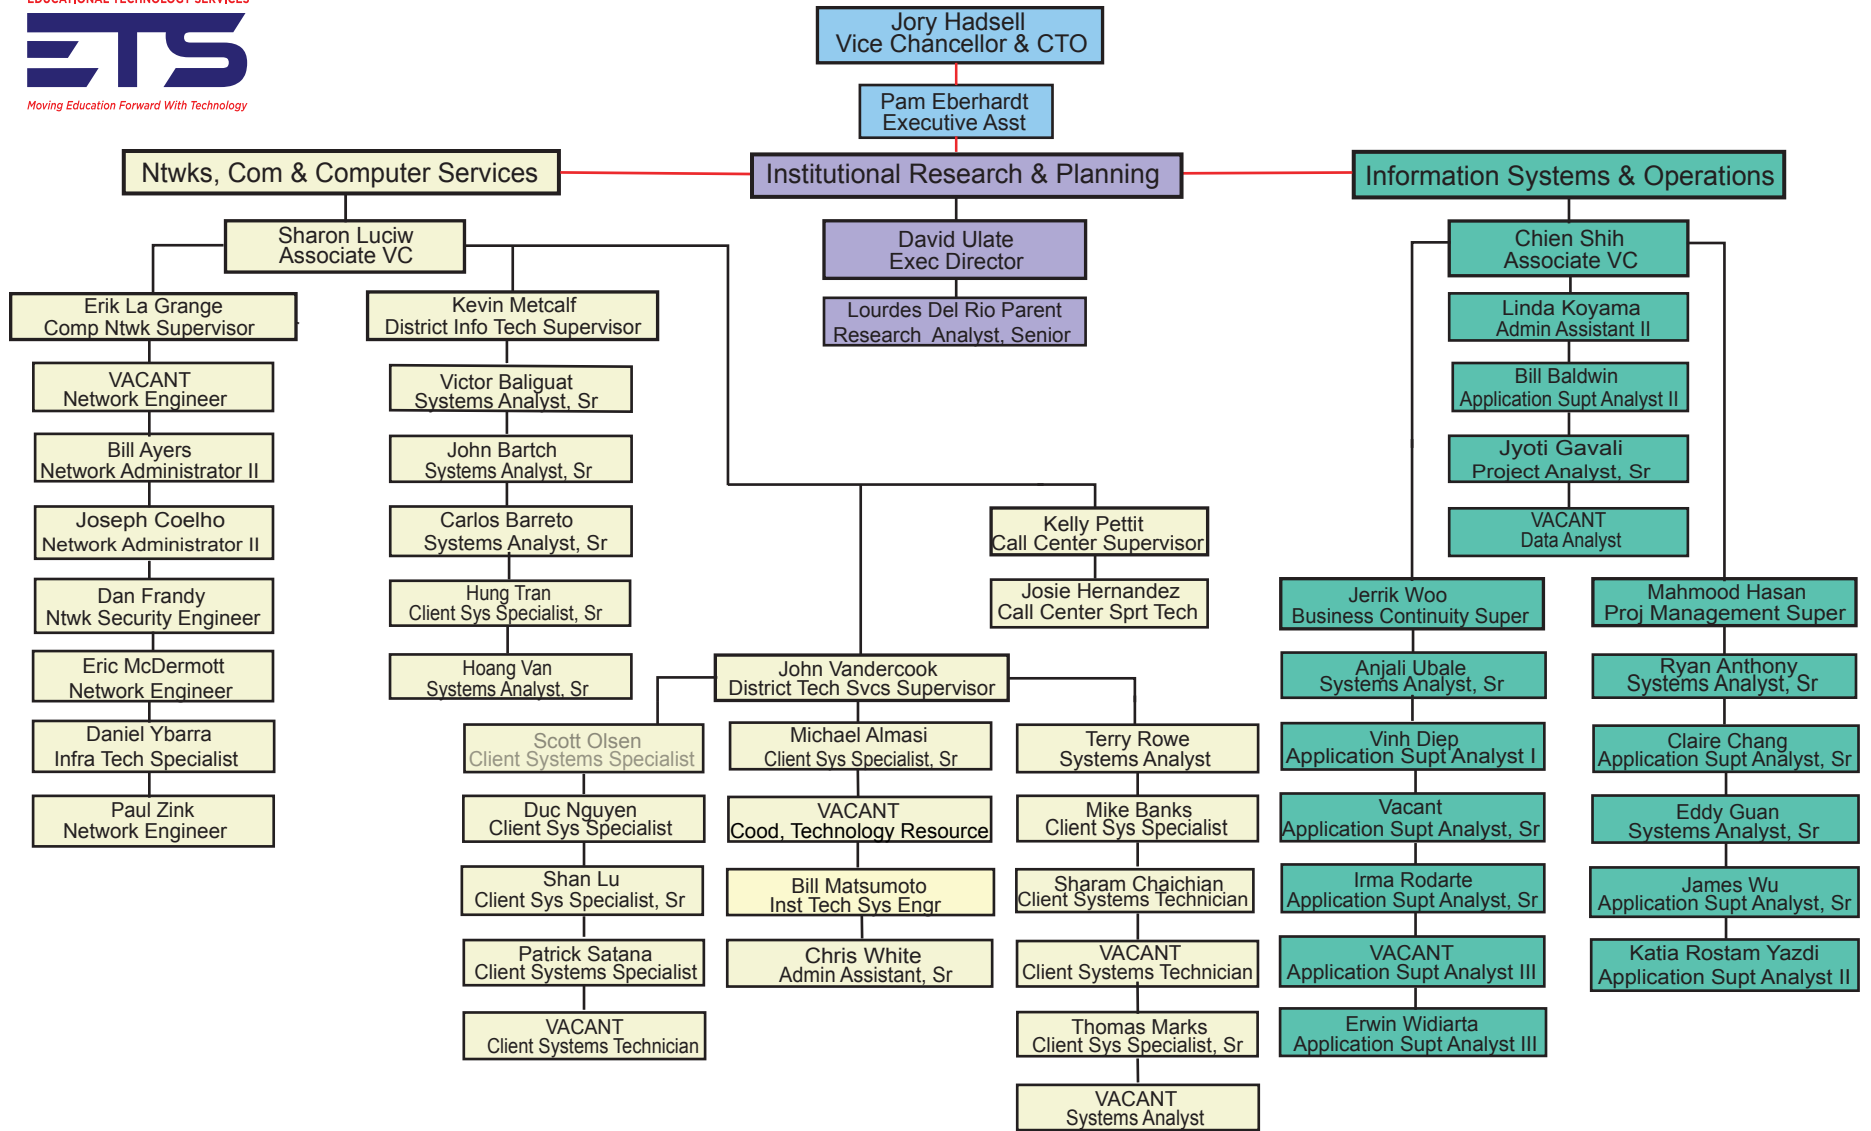 EDUCATIONAL TECHNOLOGY SERVICES
ETS
Moving Education Forward With Technology
Jory Hadsell
Vice Chancellor & CTO
Pam Eberhardt
Executive Asst
Ntwks, Com & Computer Services
Institutional Research & Planning
Information Systems & Operations
Sharon Luciw
Associate VC
David Ulate
Exec Director
Lourdes Del Rio Parent
Research Analyst, Senior
Chien Shih
Associate VC
Linda Koyama
Admin Assistant II
Bill Baldwin
Application Supt Analyst II
Jyoti Gavali
Project Analyst, Sr
VACANT
Data Analyst
Erik La Grange
Comp Ntwk Supervisor
VACANT
Network Engineer
Bill Ayers
Network Administrator II
Joseph Coelho
Network Administrator II
Dan Frandy
Ntwk Security Engineer
Eric McDermott
Network Engineer
Daniel Ybarra
Infra Tech Specialist
Paul Zink
Network Engineer
Kevin Metcalf
District Info Tech Supervisor
Victor Baliguat
Systems Analyst, Sr
John Bartch
Systems Analyst, Sr
Carlos Barreto
Systems Analyst, Sr
Hung Tran
Client Sys Specialist, Sr
Hoang Van
Systems Analyst, Sr
Kelly Pettit
Call Center Supervisor
Josie Hernandez
Call Center Sprt Tech
John Vandercook
District Tech Svcs Supervisor
Scott Olsen
Client Systems Specialist
Duc Nguyen
Client Sys Specialist
Shan Lu
Client Sys Specialist, Sr
Patrick Satana
Client Systems Specialist
VACANT
Client Systems Technician
Michael Almasi
Client Sys Specialist, Sr
VACANT
Cood, Technology Resource
Bill Matsumoto
Inst Tech Sys Engr
Chris White
Admin Assistant, Sr
Terry Rowe
Systems Analyst
Mike Banks
Client Sys Specialist
Sharam Chaichian
Client Systems Technician
VACANT
Client Systems Technician
Thomas Marks
Client Sys Specialist, Sr
VACANT
Systems Analyst
Jerrik Woo
Business Continuity Super
Anjali Ubale
Systems Analyst, Sr
Vinh Diep
Application Supt Analyst I
Vacant
Application Supt Analyst, Sr
Irma Rodarte
Application Supt Analyst, Sr
VACANT
Application Supt Analyst III
Erwin Widiarta
Application Supt Analyst III
Mahmood Hasan
Proj Management Super
Ryan Anthony
Systems Analyst, Sr
Claire Chang
Application Supt Analyst, Sr
Eddy Guan
Systems Analyst, Sr
James Wu
Application Supt Analyst, Sr
Katia Rostam Yazdi
Application Supt Analyst II